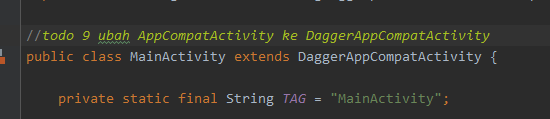 //todo 9 ubah AppCompatActivity ke DaggerAppCompatActivity
public class MainActivity extends DaggerAppCompatActivity {
private static final String TAG = "MainActivity";